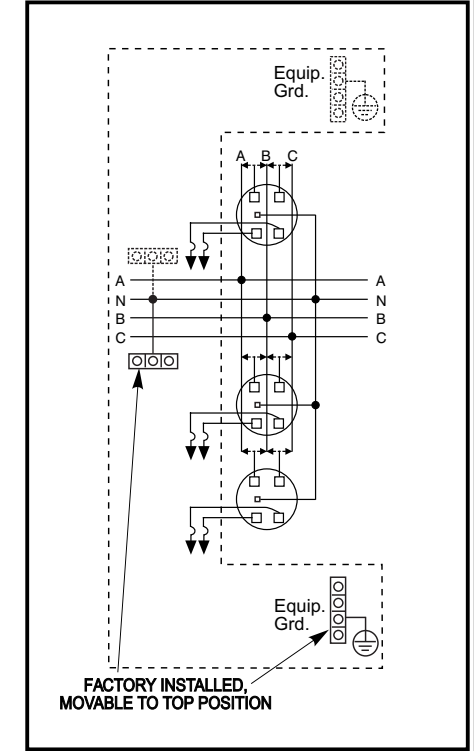 Equip.
Grd.
A B C
A A
N N
B B
C C
Equip.
Grd.
FACTORY INSTALLED,
MOVABLE TO TOP POSITION